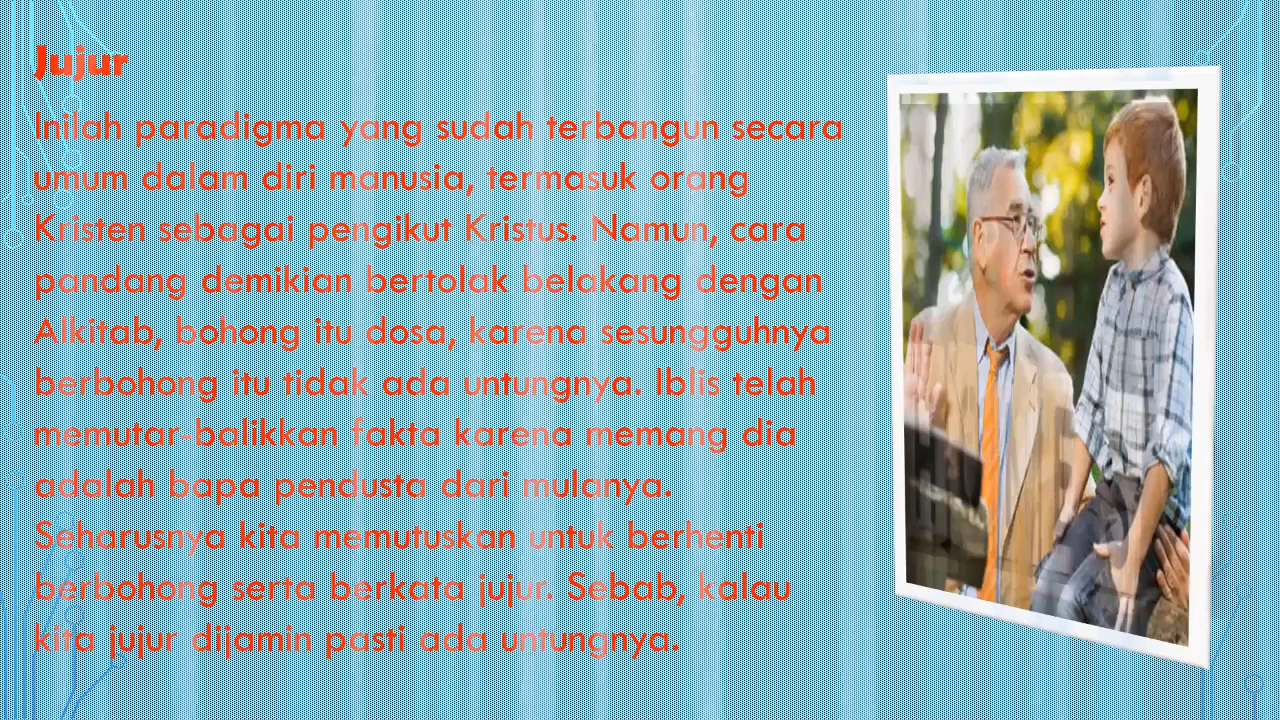 Jujur
Inilah paradigma yang sudah terbangun secara
umum dalam diri manusia, termasuk orang
Kristen sebagai pengikut Kristus. Namun, cara
pandang demikian bertolak belakang dengan
Alkitab, bohong itu dosa, karena sesungguhnya
berbohong itu tidak ada untungnya. Iblis telah
memutar-balikkan fakta karena memang dia
adalah bapa pendusta dari mulanya.
Seharusnya kita memutuskan untuk berhenti
berbohong serta berkata jujur. Sebab, kalau
kita jujur dijamin pasti ada untungnya.